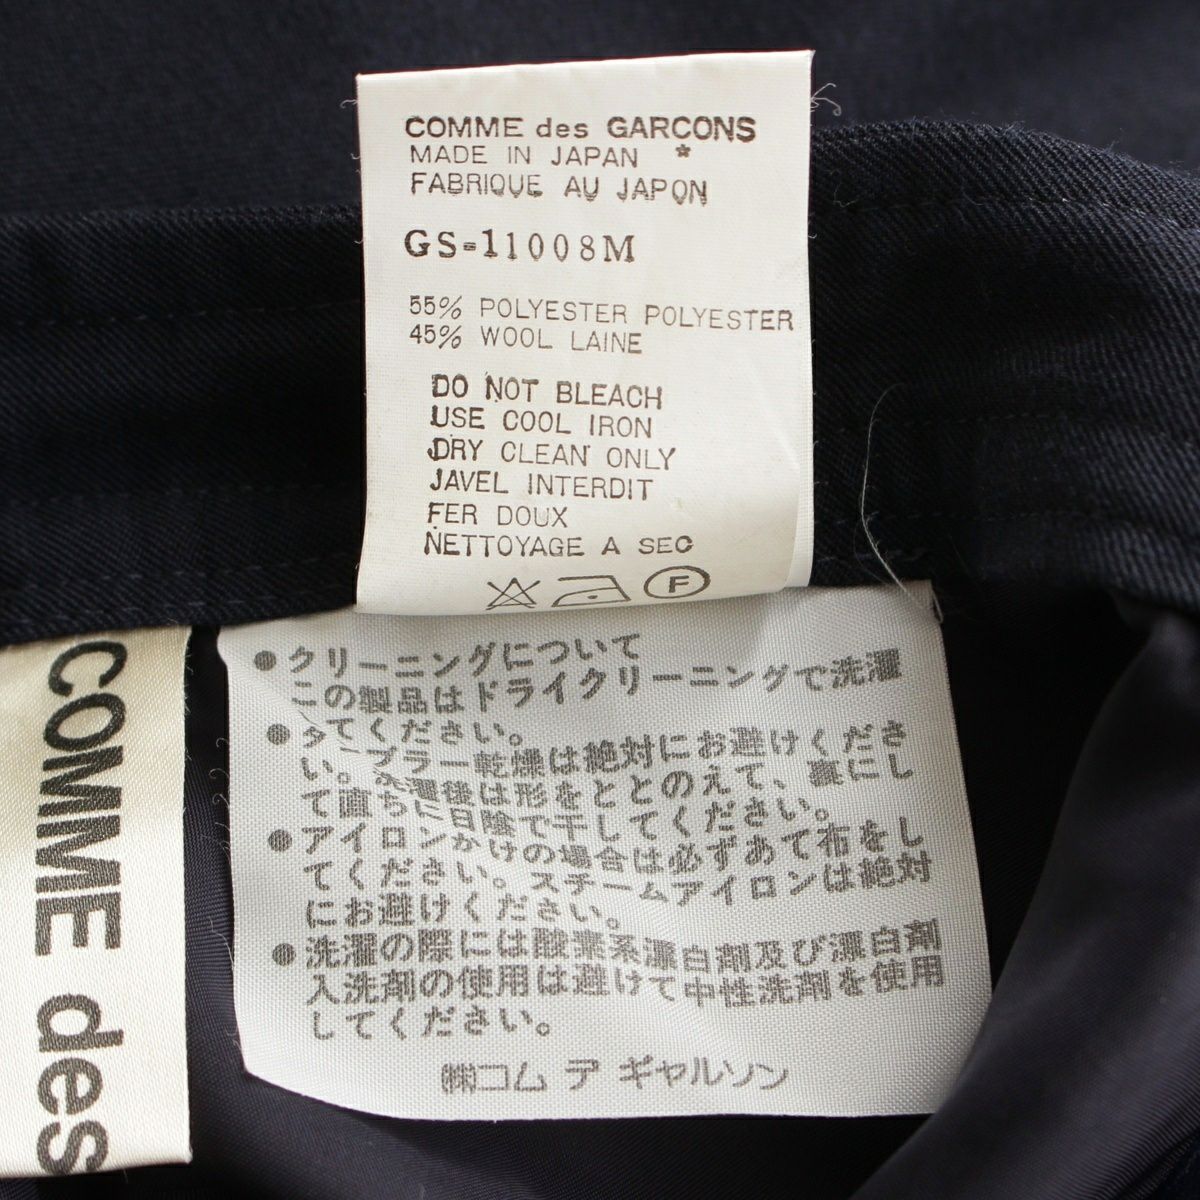 COMME des GARCONS
MADE IN JAPAN *
FABRIQUE AU JAPON
GS-11008M
55% POLYESTER POLYESTER
45% WOOL LAINE
DO NOT BLEACH
USE COOL IRON
DRY CLEAN ONLY
JAVEL INTERDIT
FER DOUX
NETTOYAGE A SEC
F
●クリーニングについて
この製品はドライクリーニングで洗濯
してください。
●タンブラー乾燥は絶対にお避けくださ
い。洗濯後は形をととのえて、裏にし
て直ちに日陰で干してください。
●アイロンかけの場合は必ずあて布をし
てください。スチームアイロンは絶対
にお避けください。
●洗濯の際には酸素系漂白剤及び漂白剤
入洗剤の使用は避けて中性洗剤を使用
してください。
㈱コム デ ギャルソン
COMME des